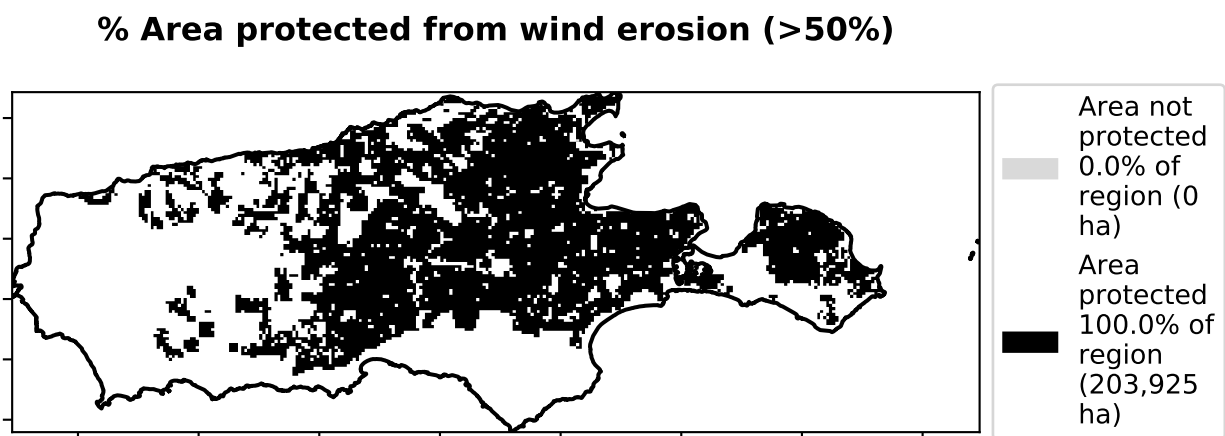 % Area protected from wind erosion (>50%)
Area not
protected
0.0% of
region (0
ha)
Area
protected
100.0% of
region
(203,925
ha)